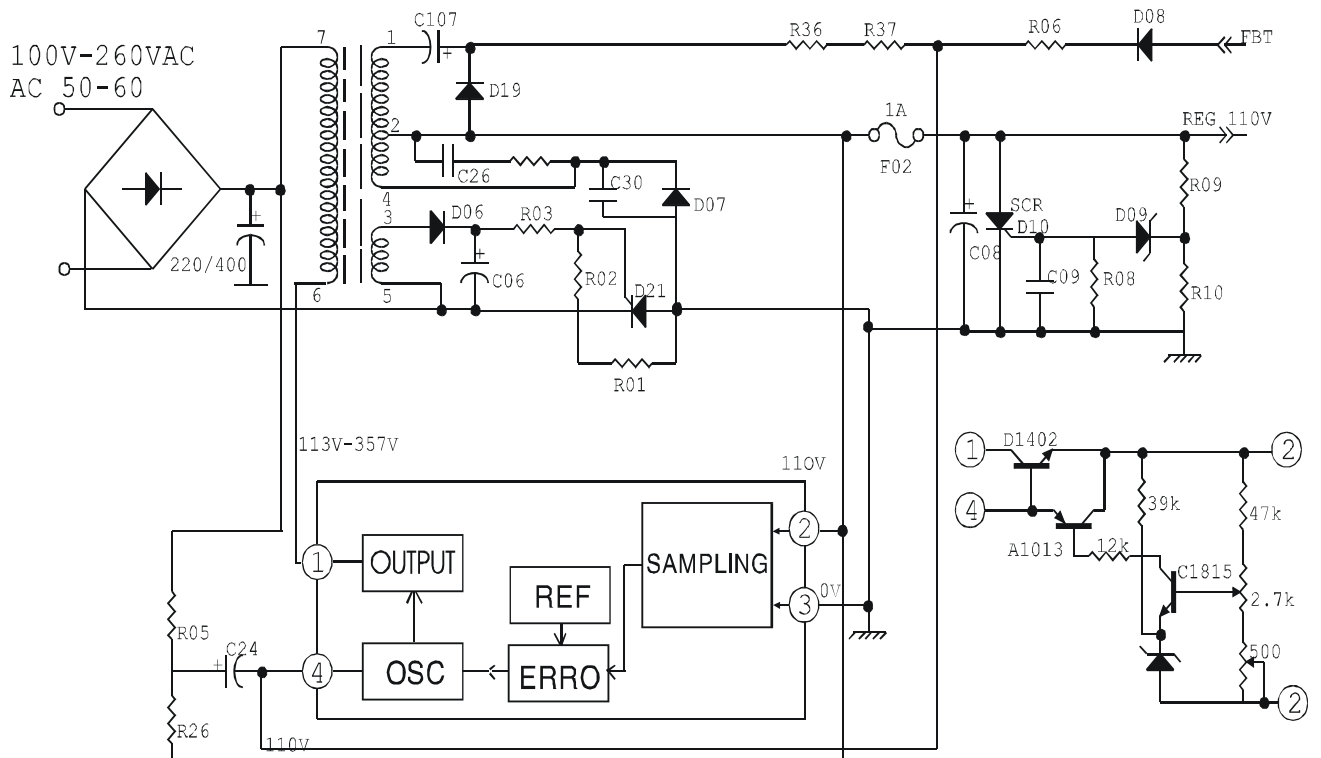 100V-260VAC
AC 50-60
7
1
C107
+
D19
2
C26
C30
D07
4
3
D06
R03
+
C06
R02
D21
R01
5
6
+
220/400
R36
R37
R06
D08
FBT
1A
F02
REG 110V
R09
SCR
D10
D09
+
C08
C09
R08
R10
113V-357V
110V
1
OUTPUT
REF
SAMPLING
2
3
0V
4
OSC
ERRO
R05
C24
+
R26
110V
1
D1402
2
4
A1013
12k
39k
47k
C1815
2.7k
500
2